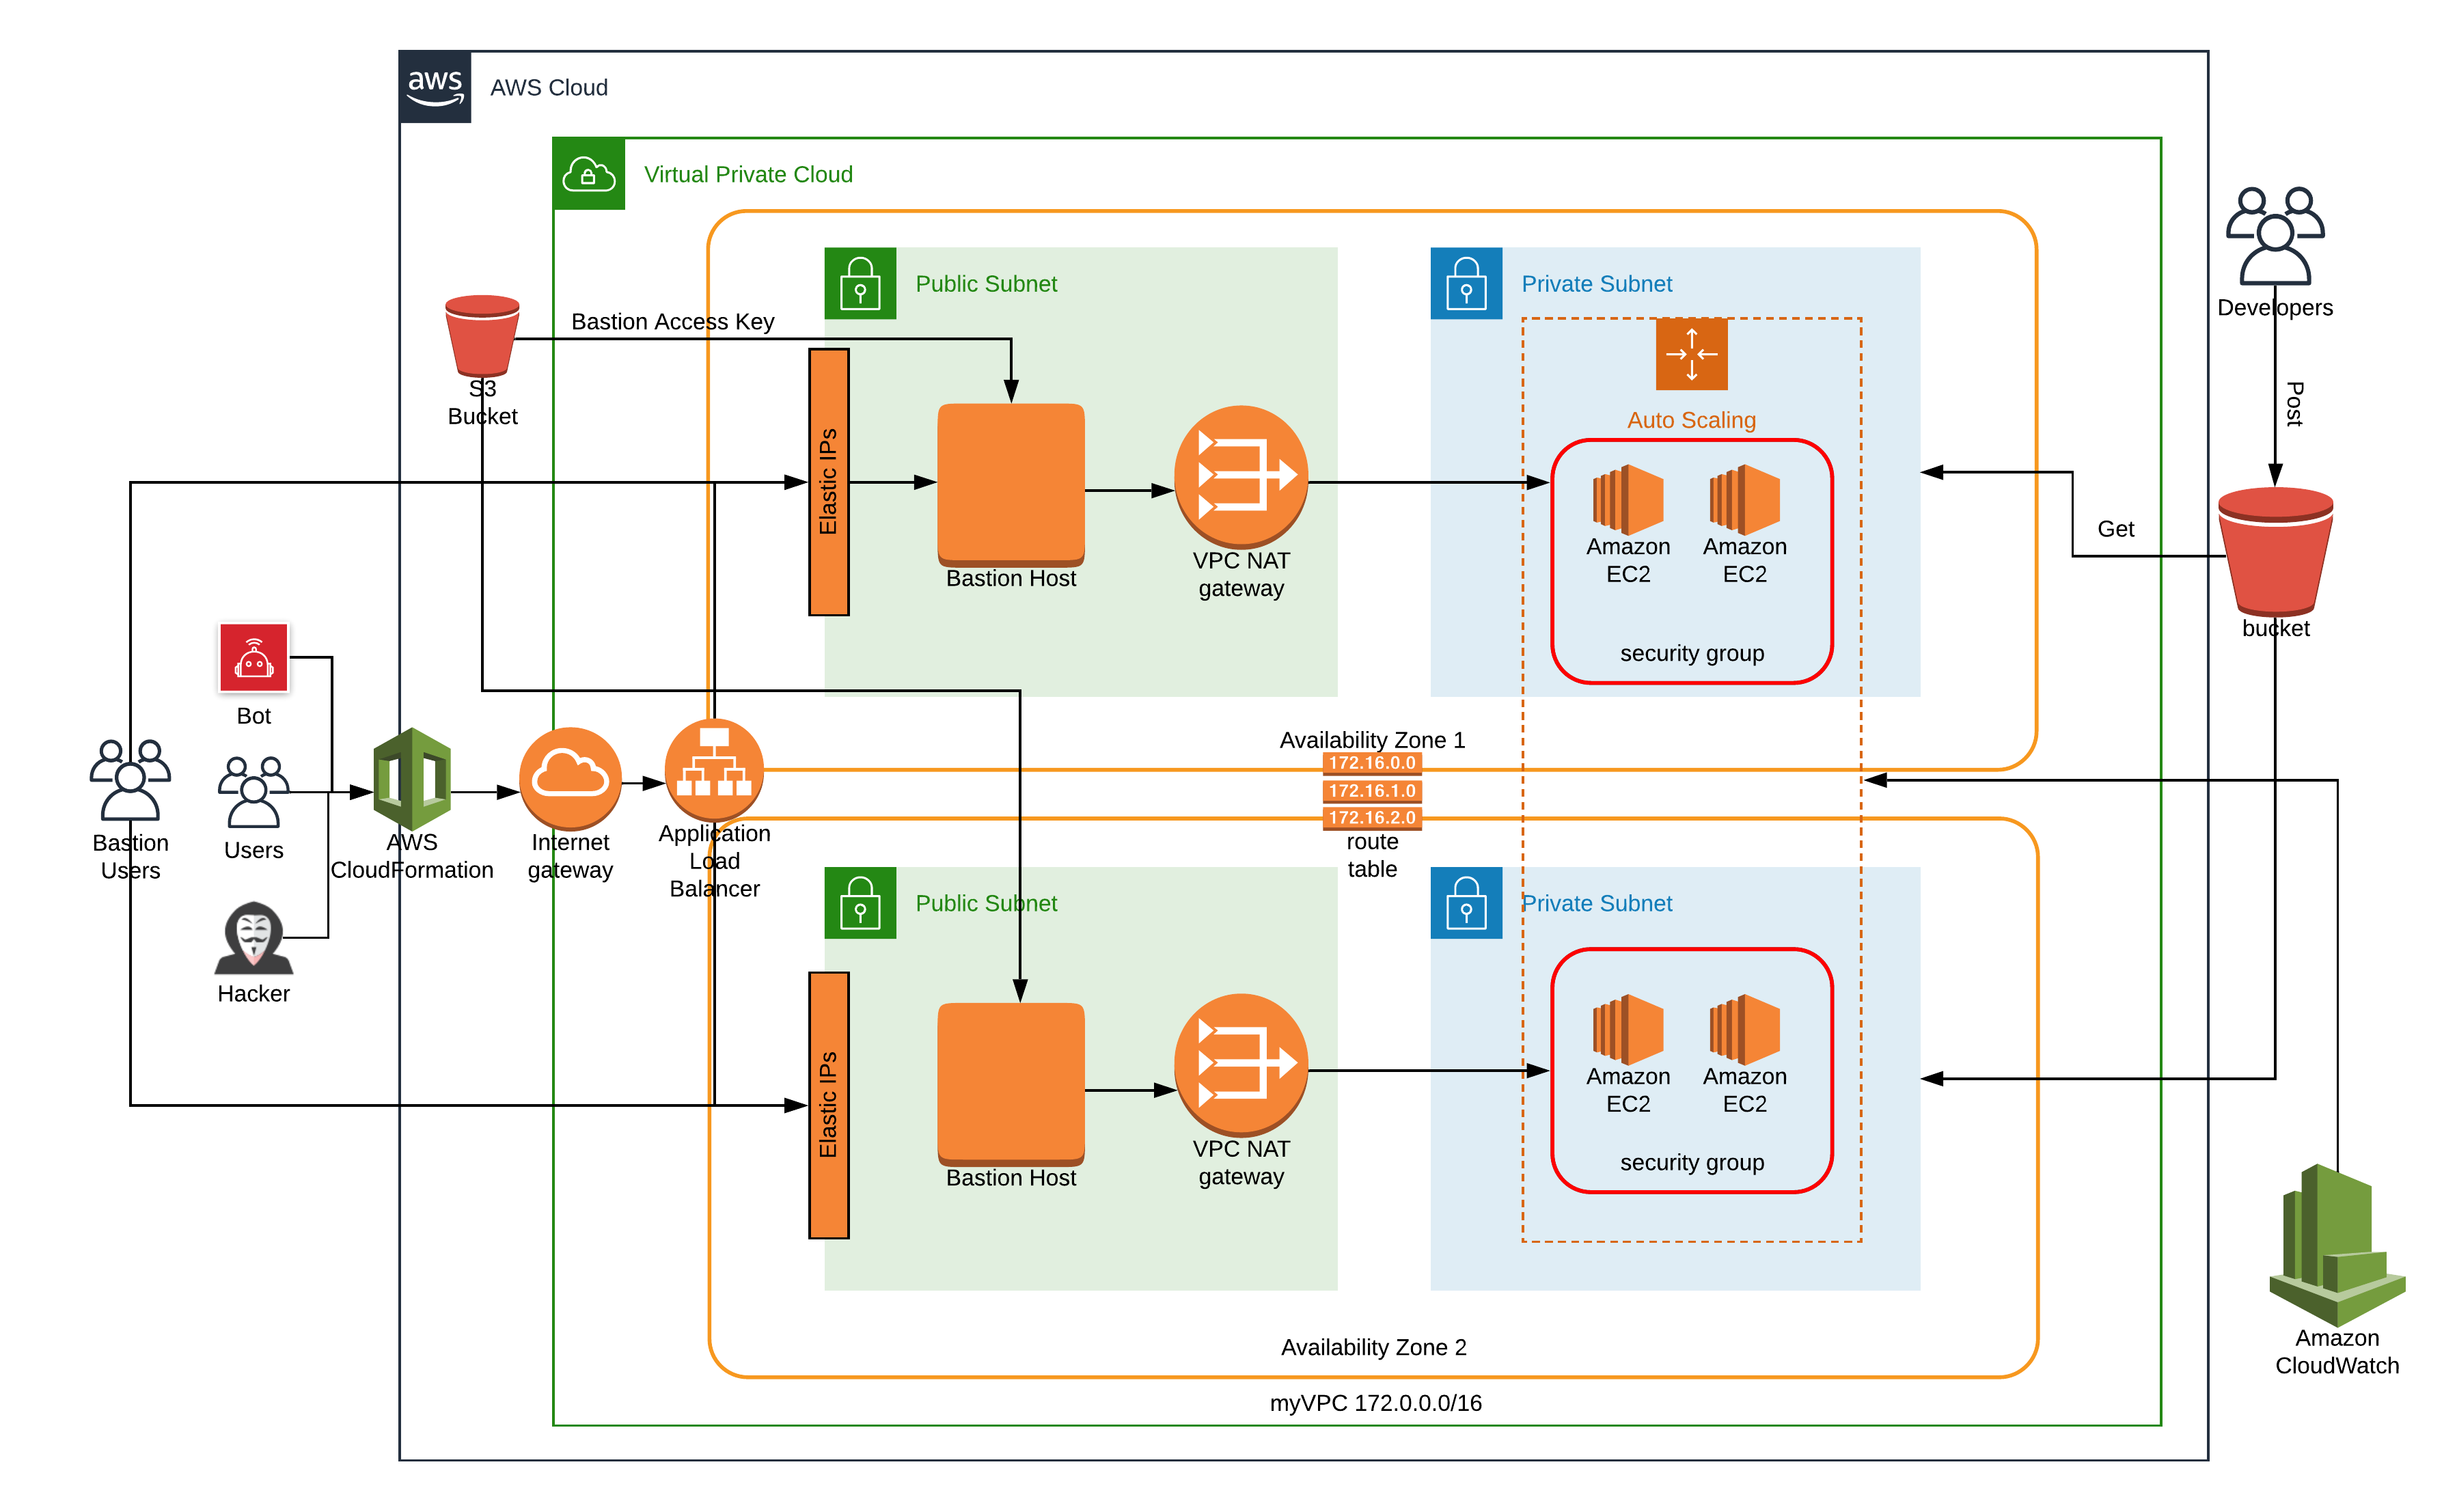 aws
AWS Cloud
Virtual Private Cloud
Public Subnet
Private Subnet
Developers
Bastion Access Key
S3
Bucket
Post
Auto Scaling
Elastic IPs
Bastion Host
VPC NAT
gateway
Amazon
EC2
Amazon
EC2
security group
Get
bucket
Bot
Availability Zone 1
172.16.0.0
172.16.1.0
172.16.2.0
route
table
Bastion
Users
Users
AWS
CloudFormation
Internet
gateway
Application
Load
Balancer
Hacker
Public Subnet
Private Subnet
Elastic IPs
Bastion Host
VPC NAT
gateway
Amazon
EC2
Amazon
EC2
security group
Availability Zone 2
myVPC 172.0.0.0/16
Amazon
CloudWatch